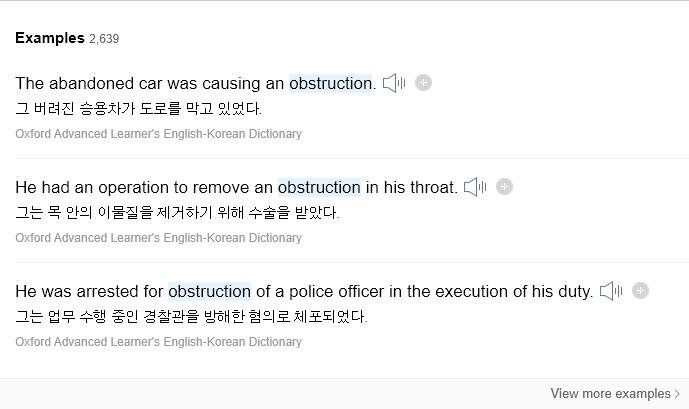 Examples 2,639
The abandoned car was causing an obstruction.
그 버려진 승용차가 도로를 막고 있었다.
Oxford Advanced Learner's English-Korean Dictionary
He had an operation to remove an obstruction in his throat.
그는 목 안의 이물질을 제거하기 위해 수술을 받았다.
Oxford Advanced Learner's English-Korean Dictionary
He was arrested for obstruction of a police officer in the execution of his duty.
그는 업무 수행 중인 경찰관을 방해한 혐의로 체포되었다.
Oxford Advanced Learner's English-Korean Dictionary
View more examples